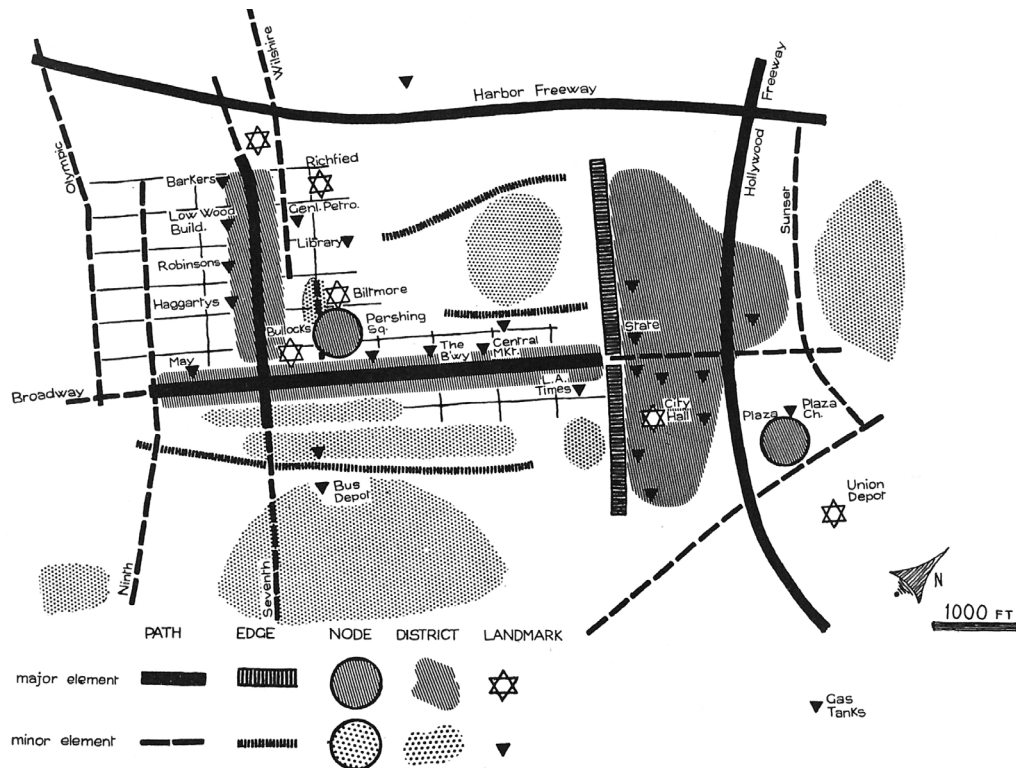 Wilshire
Harbor Freeway
Freeway
Hollywood
Olympic
Sunset
Richfied
Barkers
Genl. Petro.
Low Wood
Build.
Library
Robinsons
Haggartys
Biltmore
Pershing
Sq.
Bullocks
State
The
B'wy
Central
Mkt.
May
Broadway
L.A.
Times
City
Hall
Plaza
Plaza
Ch.
Bus
Depot
Union
Depot
Ninth
Seventh
N
1000 FT
PATH EDGE NODE DISTRICT LANDMARK
major element
minor element
Gas
Tanks